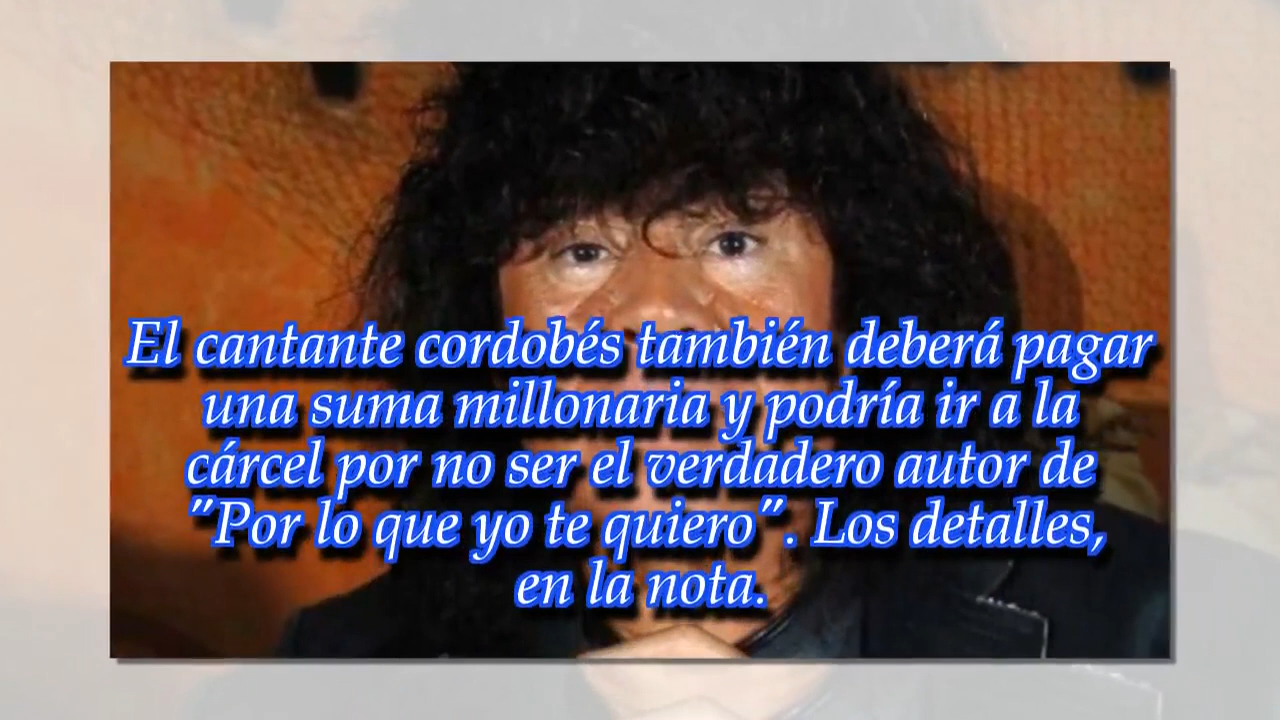 El cantante cordobés también deberá pagar
una suma millonaria y podría ir a la
cárcel por no ser el verdadero autor de
"Por lo que yo te quiero". Los detalles,
en la nota.